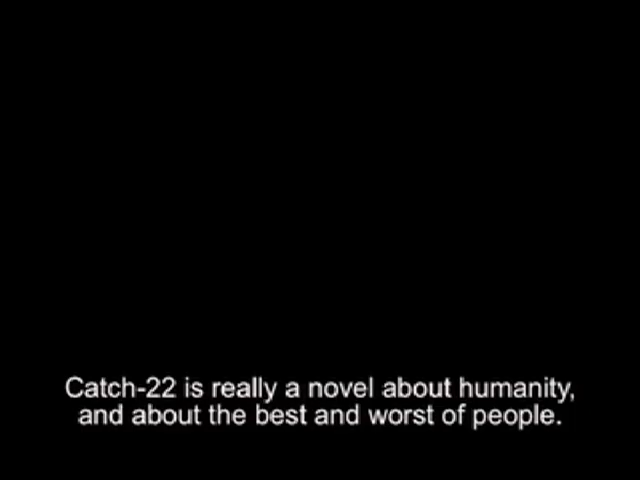 Catch-22 is really a novel about humanity,
and about the best and worst of people.